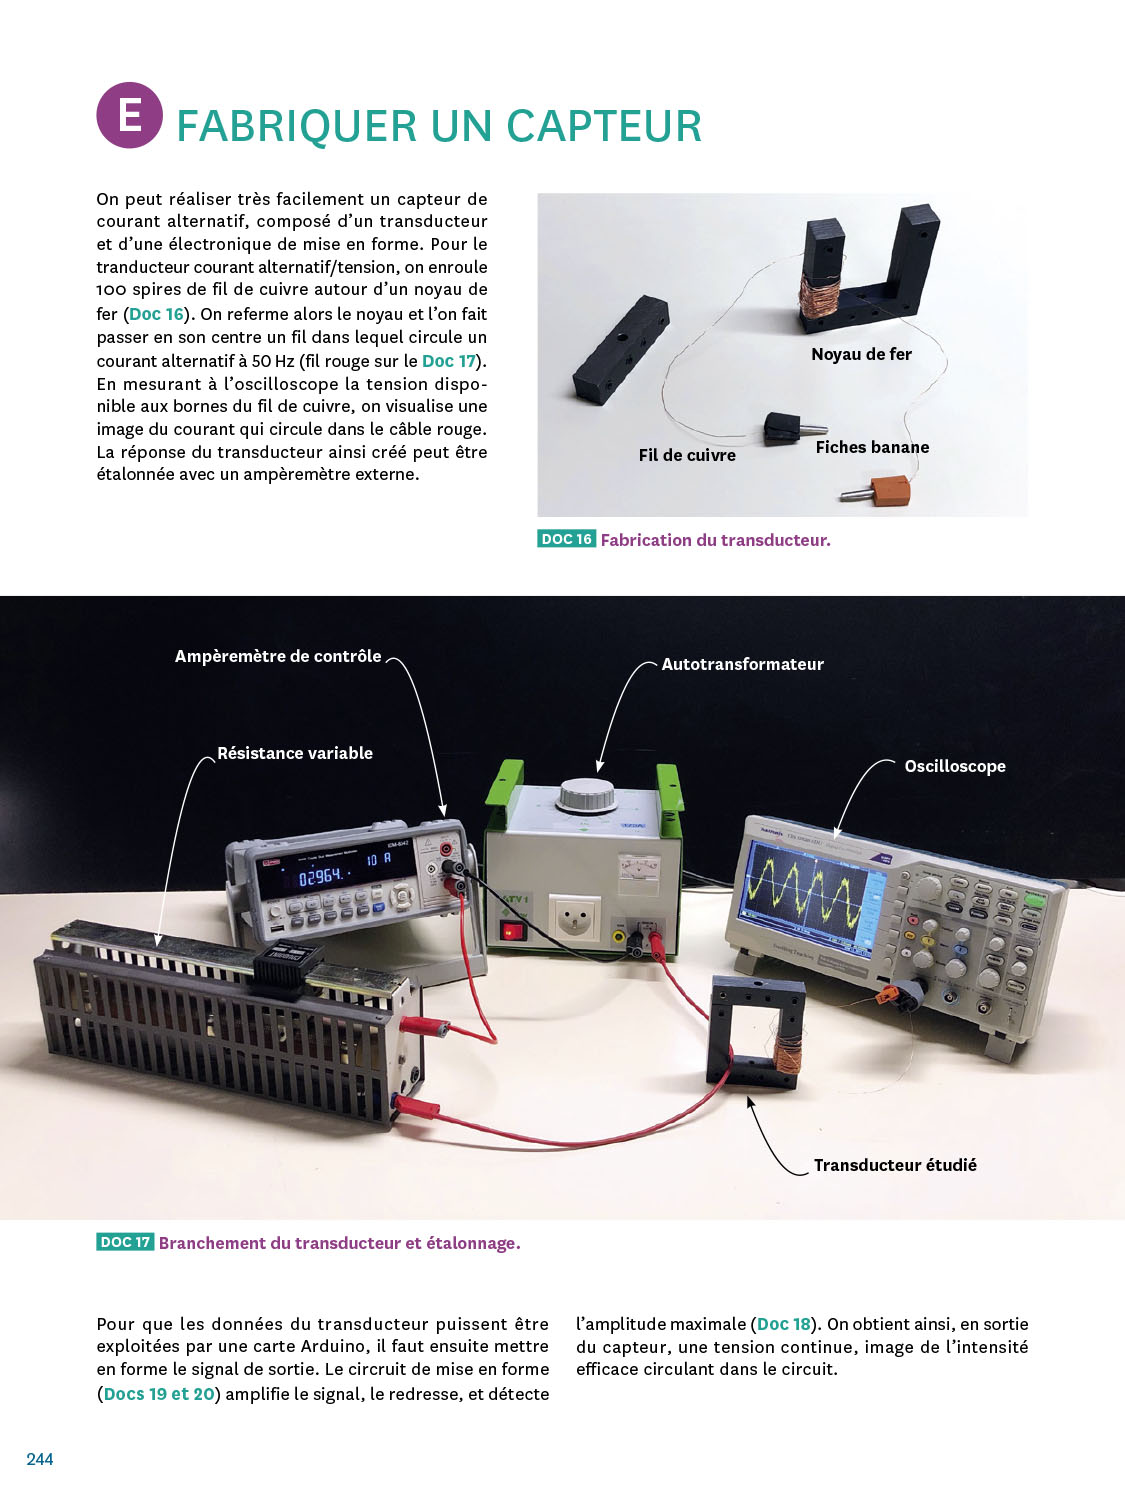 E
FABRIQUER UN CAPTEUR
On peut réaliser très facilement un capteur de
courant alternatif, composé d’un transducteur
et d’une électronique de mise en forme. Pour le
tranducteur courant alternatif/tension, on enroule
100 spires de fil de cuivre autour d’un noyau de
fer (Doc 16). On referme alors le noyau et l’on fait
passer en son centre un fil dans lequel circule un
courant alternatif à 50 Hz (fil rouge sur le Doc 17).
En mesurant à l’oscilloscope la tension dispo-
nible aux bornes du fil de cuivre, on visualise une
image du courant qui circule dans le câble rouge.
La réponse du transducteur ainsi créé peut être
étalonnée avec un ampèremètre externe.
Noyau de fer
Fil de cuivre
Fiches banane
DOC 16 Fabrication du transducteur.
Ampèremètre de contrôle
Autotransformateur
Résistance variable
Oscilloscope
10 A
02964.
Transducteur étudié
DOC 17 Branchement du transducteur et étalonnage.
Pour que les données du transducteur puissent être
exploitées par une carte Arduino, il faut ensuite mettre
en forme le signal de sortie. Le circruit de mise en forme
(Docs 19 et 20) amplifie le signal, le redresse, et détecte
l’amplitude maximale (Doc 18). On obtient ainsi, en sortie
du capteur, une tension continue, image de l’intensité
efficace circulant dans le circuit.
244